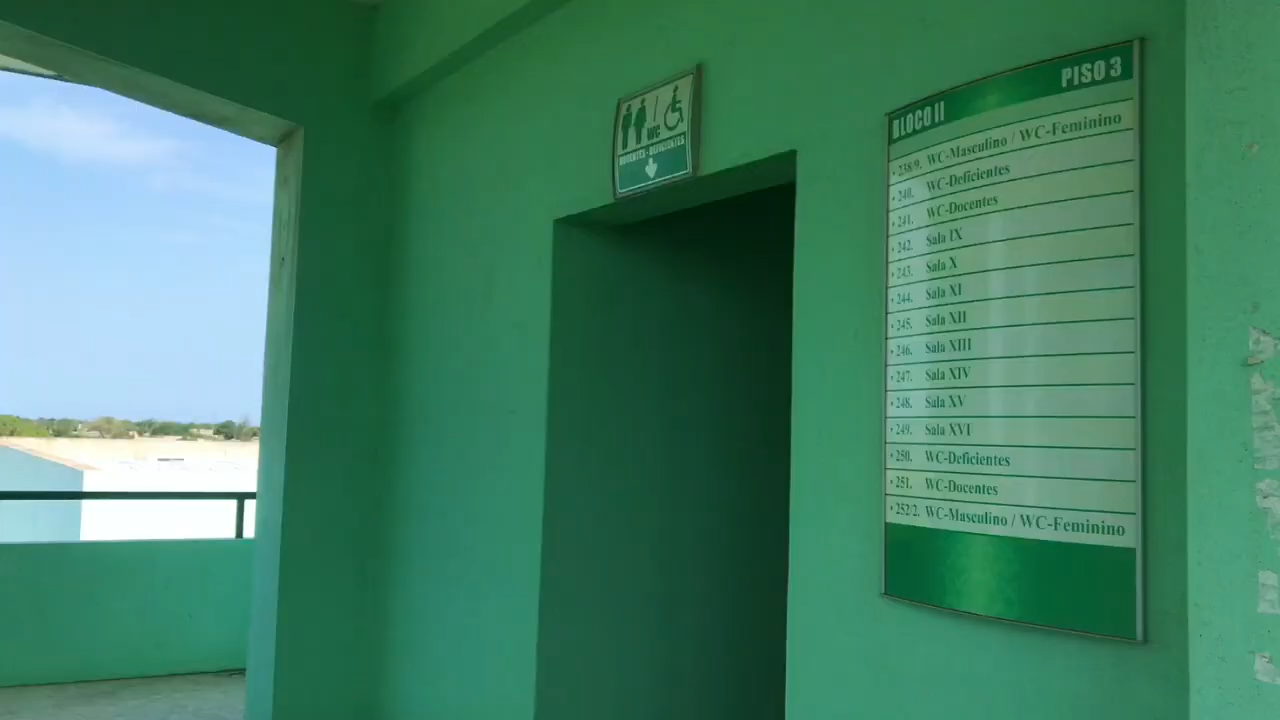 WC
DOCENTES - DEFICIENTES
BLOCO II
PISO 3
• 238/9. WC-Masculino / WC-Feminino
• 240. WC-Deficientes
• 241. WC-Docentes
• 242. Sala IX
• 243. Sala X
• 244. Sala XI
• 245. Sala XII
• 246. Sala XIII
• 247. Sala XIV
• 248. Sala XV
• 249. Sala XVI
• 250. WC-Deficientes
• 251. WC-Docentes
• 252/2. WC-Masculino / WC-Feminino